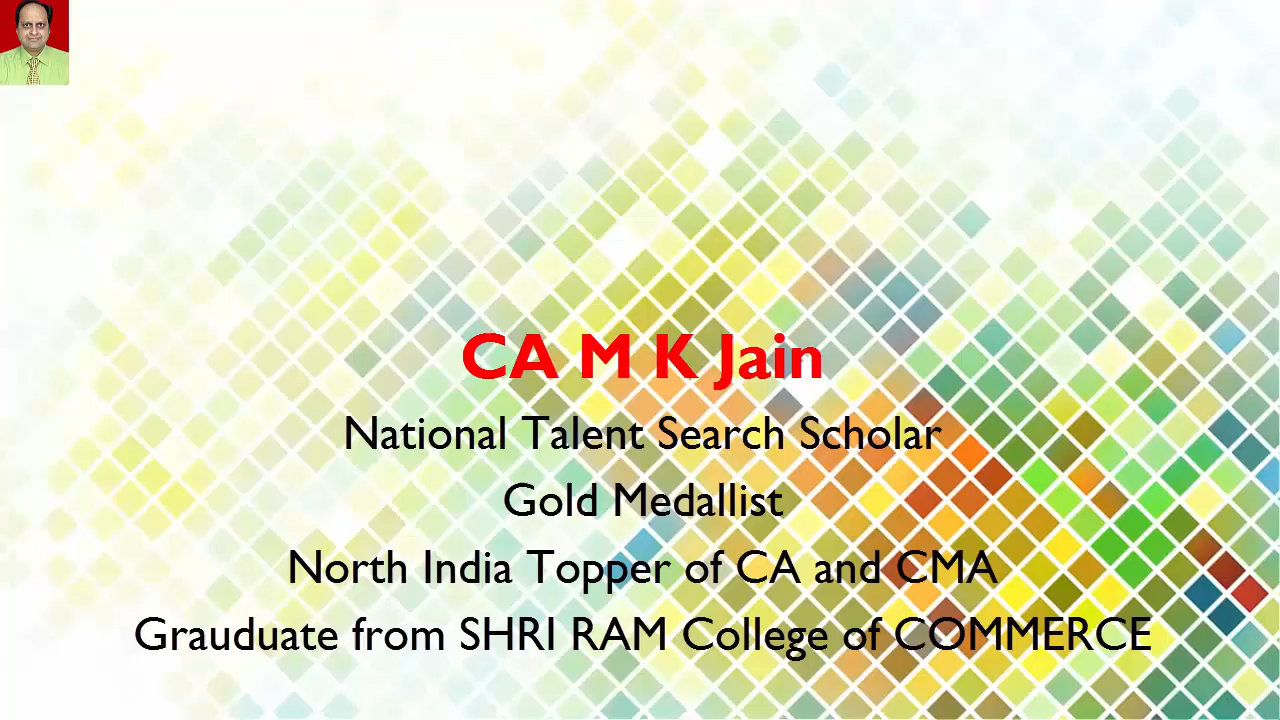 CA M K Jain
National Talent Search Scholar
Gold Medallist
North India Topper of CA and CMA
Grauduate from SHRI RAM College of COMMERCE